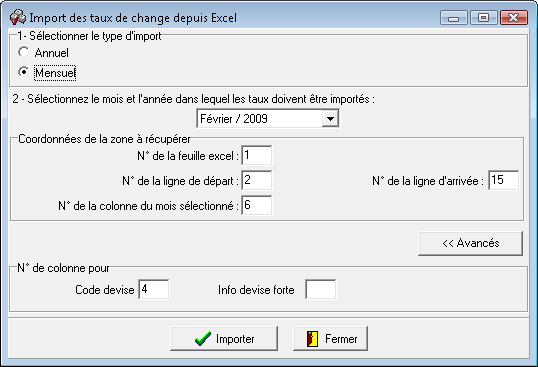 Import des taux de change depuis Excel
1- Sélectionner le type d'import
Annuel
Mensuel
2 - Sélectionnez le mois et l'année dans lequel les taux doivent être importés :
Février / 2009
Coordonnées de la zone à récupérer
N° de la feuille excel : 1
N° de la ligne de départ : 2 N° de la ligne d'arrivée : 15
N° de la colonne du mois sélectionné : 6
<< Avancés
N° de colonne pour
Code devise 4 Info devise forte
Importer Fermer